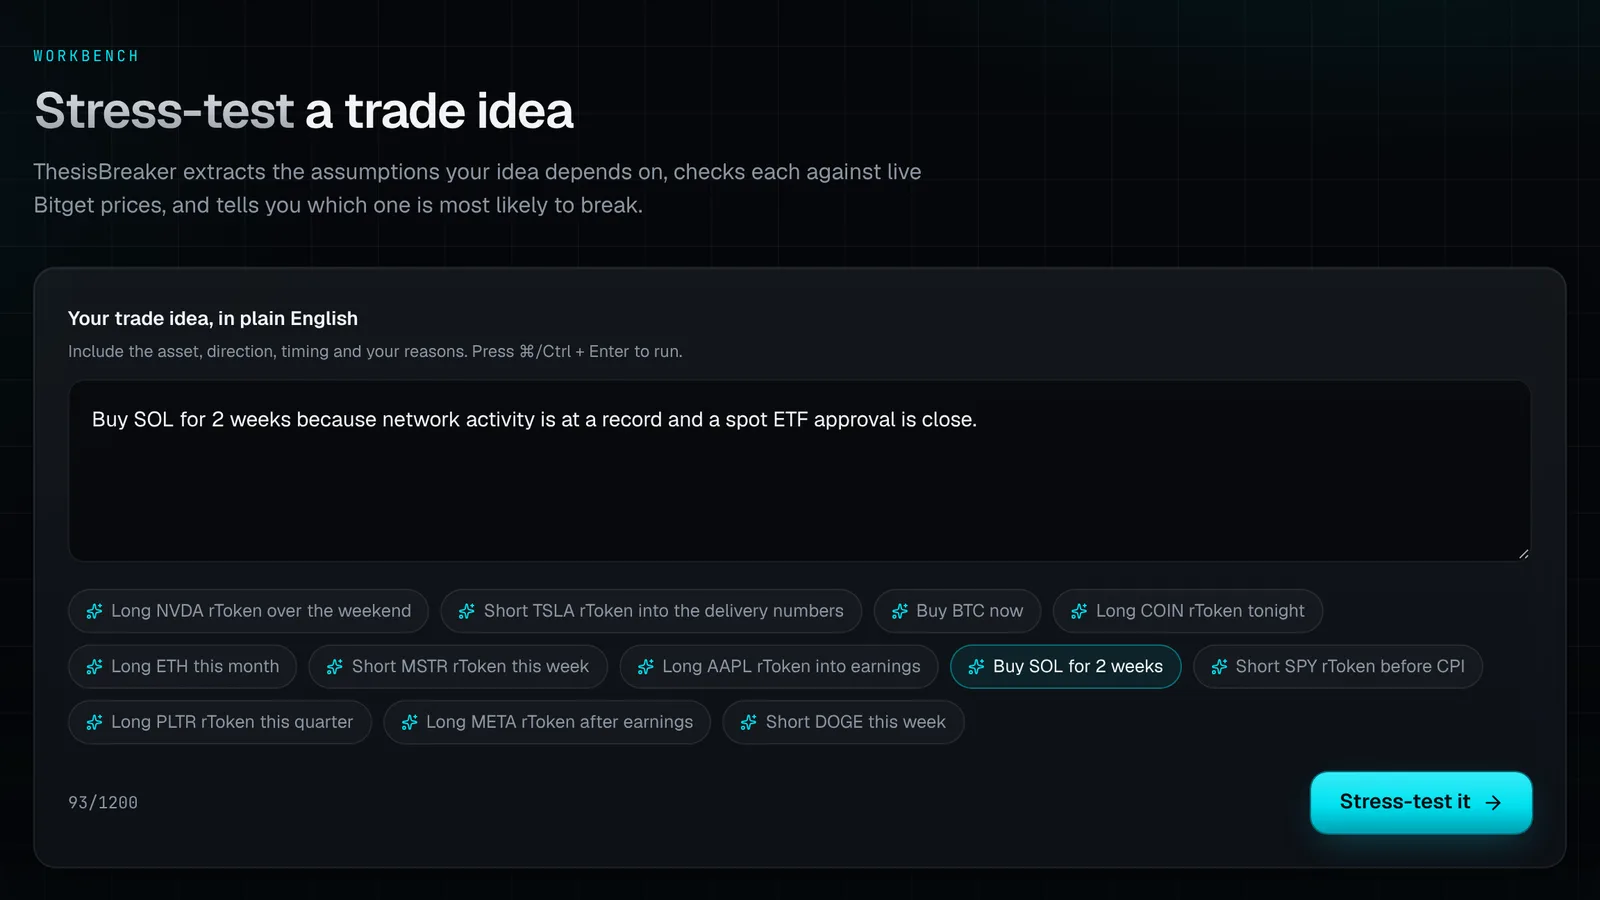 WORKBENCH
Stress-test a trade idea
ThesisBreaker extracts the assumptions your idea depends on, checks each against live
Bitget prices, and tells you which one is most likely to break.
Your trade idea, in plain English
Include the asset, direction, timing and your reasons. Press ⌘/Ctrl + Enter to run.
Buy SOL for 2 weeks because network activity is at a record and a spot ETF approval is close.
Long NVDA rToken over the weekend
Short TSLA rToken into the delivery numbers
Buy BTC now
Long COIN rToken tonight
Long ETH this month
Short MSTR rToken this week
Long AAPL rToken into earnings
Buy SOL for 2 weeks
Short SPY rToken before CPI
Long PLTR rToken this quarter
Long META rToken after earnings
Short DOGE this week
93/1200
Stress-test it →